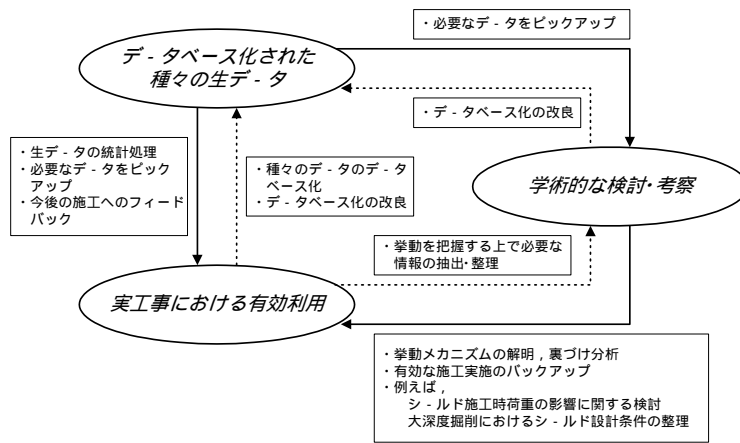 ・必要なデ‐タをピックアップ
デ‐タベース化された
種々の生デ‐タ
・デ‐タベース化の改良
・生デ‐タの統計処理
・必要なデ‐タをピック
アップ
・今後の施工へのフィード
バック
・種々のデ‐タのデ‐タ
ベース化
・デ‐タベース化の改良
学術的な検討・考察
・挙動を把握する上で必要な
情報の抽出・整理
実工事における有効利用
・挙動メカニズムの解明，裏づけ分析
・有効な施工実施のバックアップ
・例えば，
シ‐ルド施工時荷重の影響に関する検討
大深度掘削におけるシ‐ルド設計条件の整理